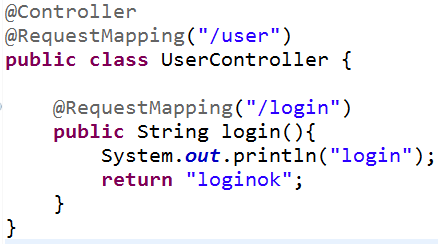 @Controller
@RequestMapping("/user")
public class UserController {
@RequestMapping("/login")
public String login(){
System.out.println("login");
return "loginok";
}
}